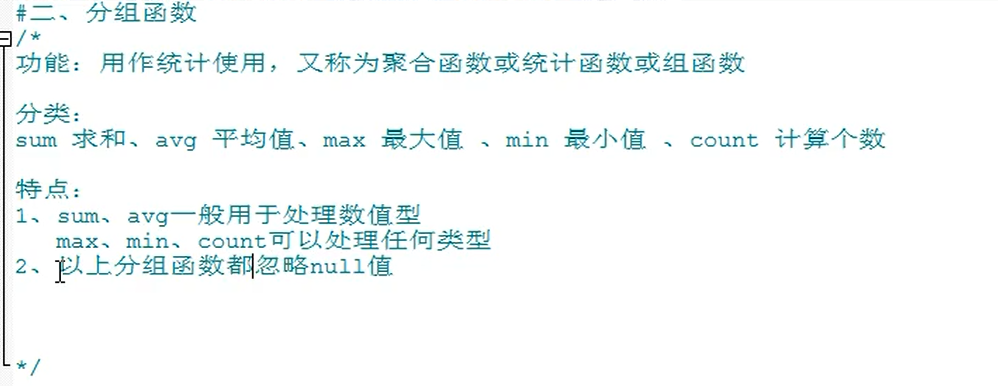 #二、分组函数
/*
功能：用作统计使用，又称为聚合函数或统计函数或组函数
分类：
sum 求和、avg 平均值、max 最大值 、min 最小值 、count 计算个数
特点：
1、sum、avg一般用于处理数值型
max、min、count可以处理任何类型
2、以上分组函数都忽略null值
*/